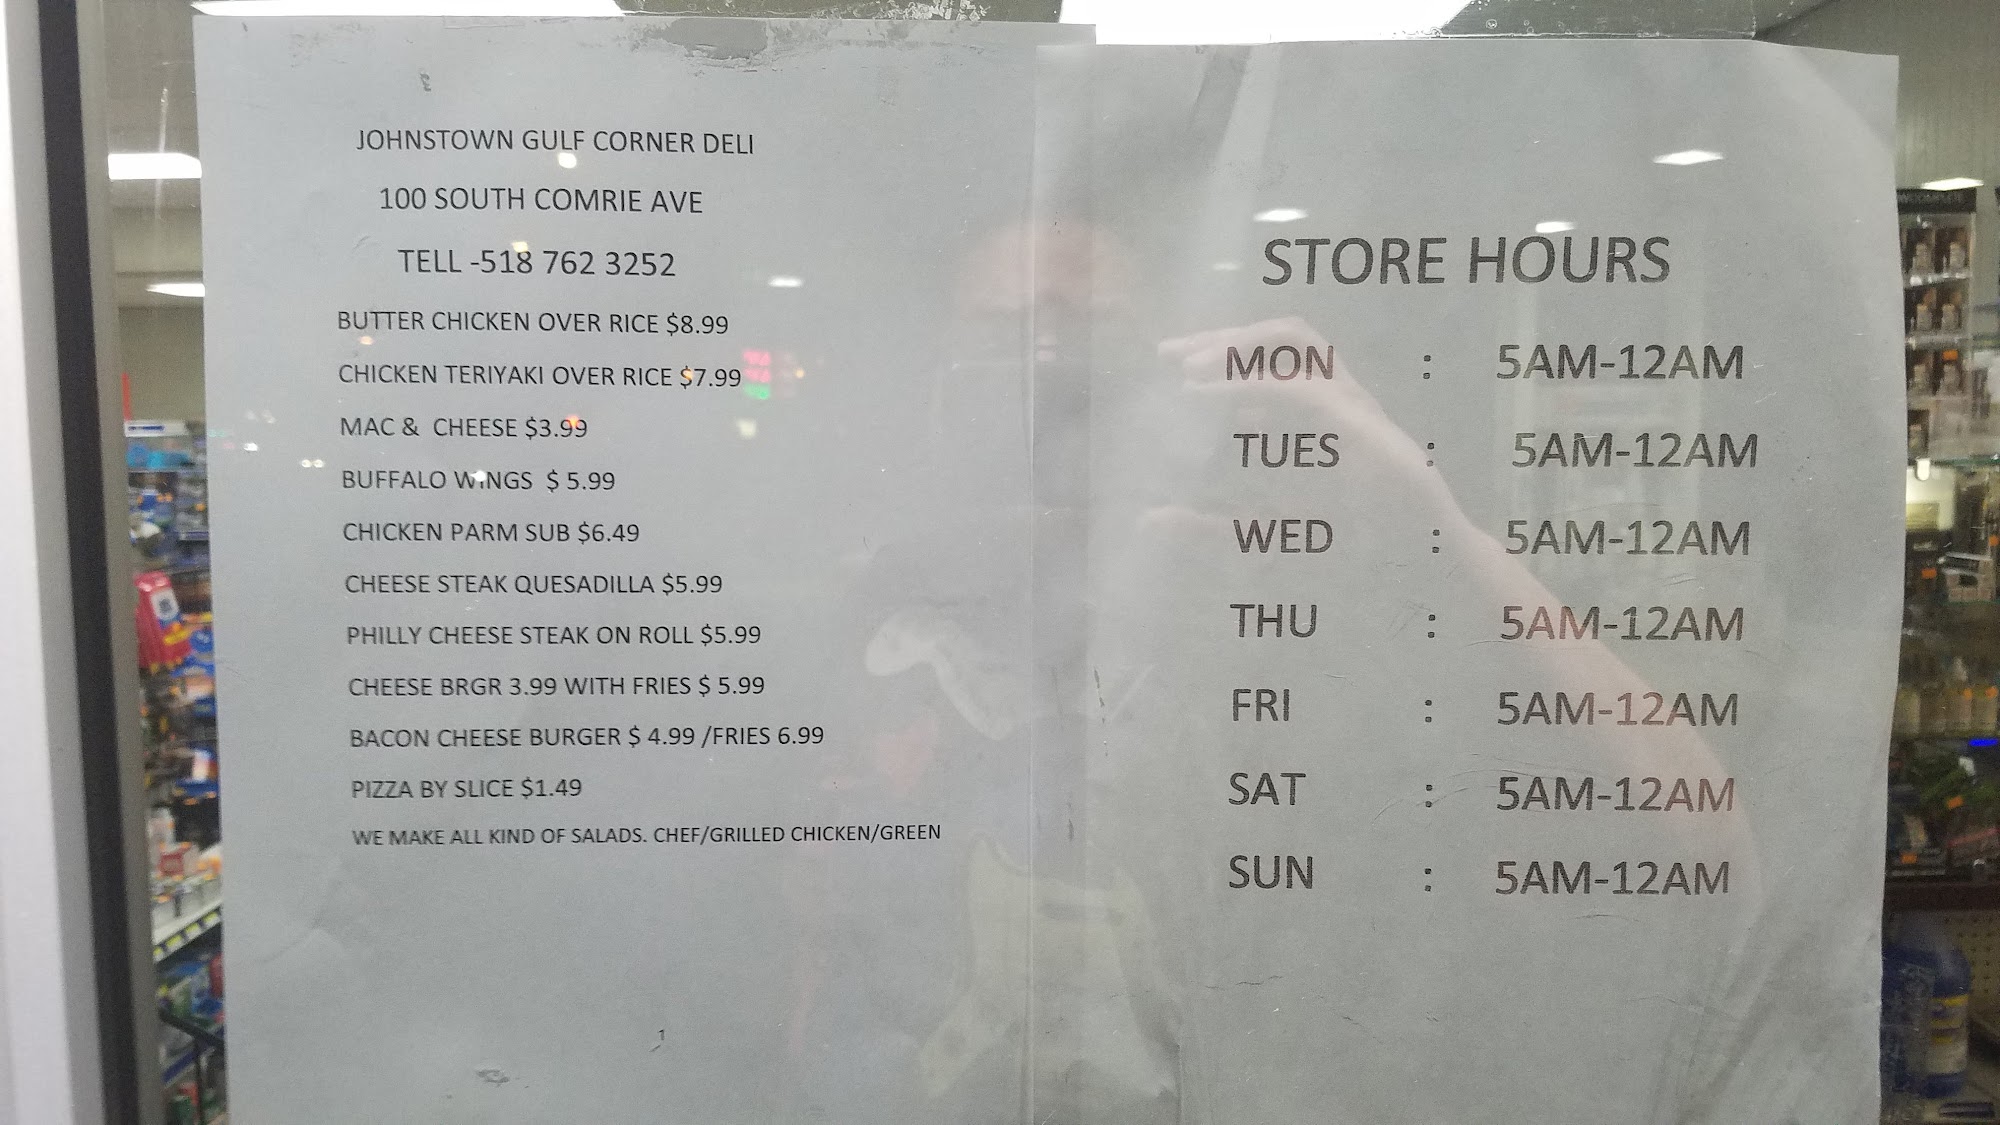 JOHNSTOWN GULF CORNER DELI
100 SOUTH COMRIE AVE
TELL -518 762 3252
BUTTER CHICKEN OVER RICE $8.99
CHICKEN TERIYAKI OVER RICE $7.99
MAC & CHEESE $3.99
BUFFALO WINGS $ 5.99
CHICKEN PARM SUB $6.49
CHEESE STEAK QUESADILLA $5.99
PHILLY CHEESE STEAK ON ROLL $5.99
CHEESE BRGR 3.99 WITH FRIES $ 5.99
BACON CHEESE BURGER $ 4.99 /FRIES 6.99
PIZZA BY SLICE $1.49
WE MAKE ALL KIND OF SALADS. CHEF/GRILLED CHICKEN/GREEN
1
STORE HOURS
MON : 5AM-12AM
TUES : 5AM-12AM
WED : 5AM-12AM
THU : 5AM-12AM
FRI : 5AM-12AM
SAT : 5AM-12AM
SUN : 5AM-12AM